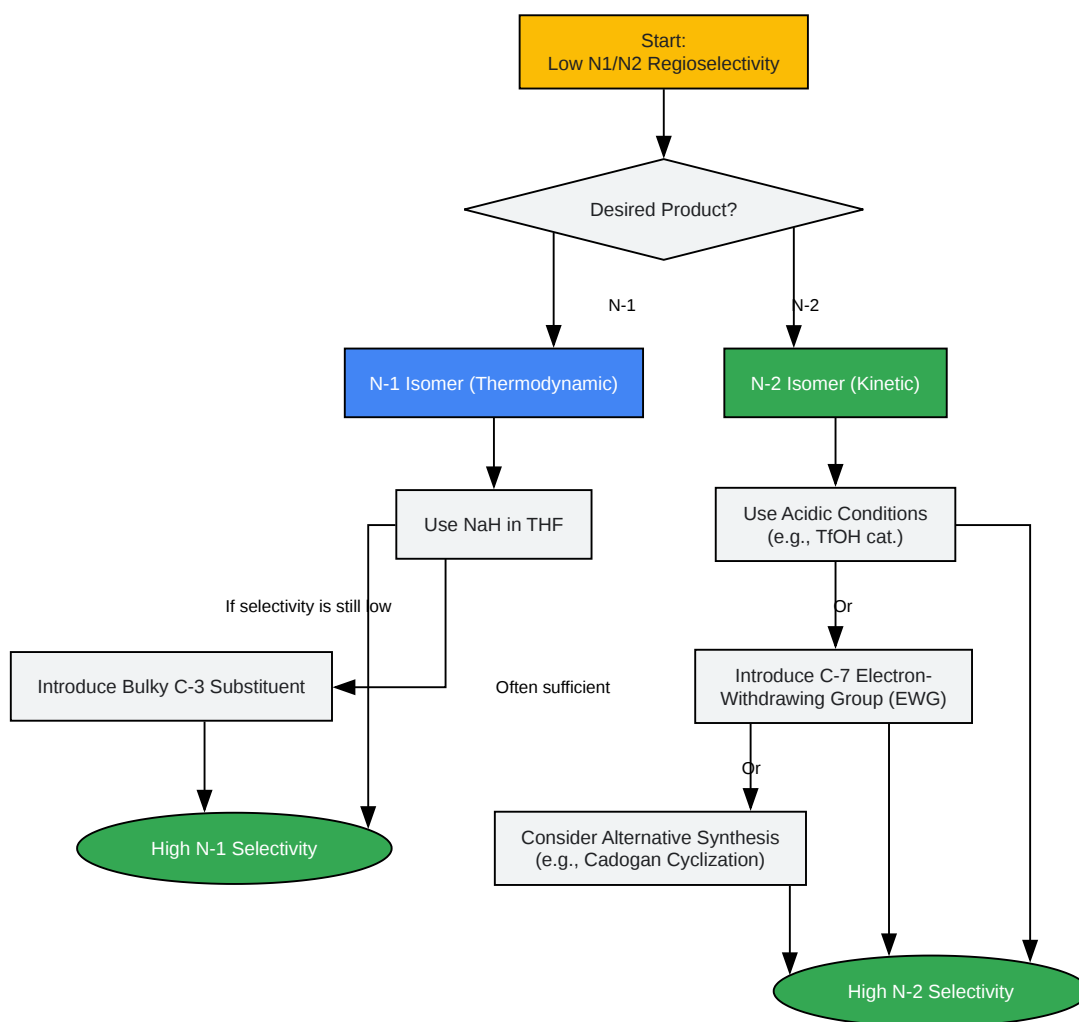 Start:
Low N1/N2 Regioselectivity
Desired Product?
N-1
N-2
N-1 Isomer (Thermodynamic)
N-2 Isomer (Kinetic)
Use NaH in THF
Use Acidic Conditions
(e.g., TfOH cat.)
If selectivity is still low
Or
Introduce Bulky C-3 Substituent
Often sufficient
Introduce C-7 Electron-
Withdrawing Group (EWG)
Or
High N-1 Selectivity
Consider Alternative Synthesis
(e.g., Cadogan Cyclization)
High N-2 Selectivity